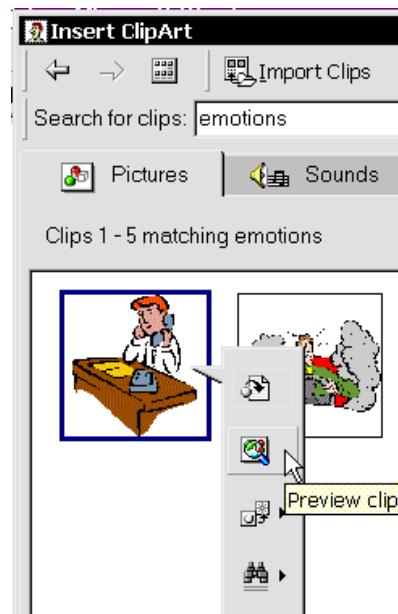 Insert ClipArt
Import Clips
Search for clips: emotions
Pictures
Sounds
Clips 1 - 5 matching emotions
Preview clip